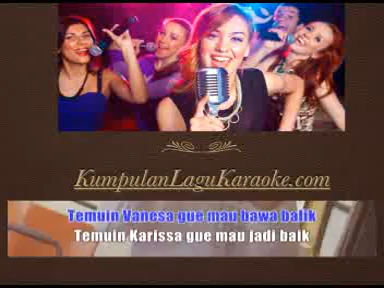 KumpulanLaguKaraoke.com
Temuin Vanesa gue mau bawa balik
Temuin Karissa gue mau jadi baik